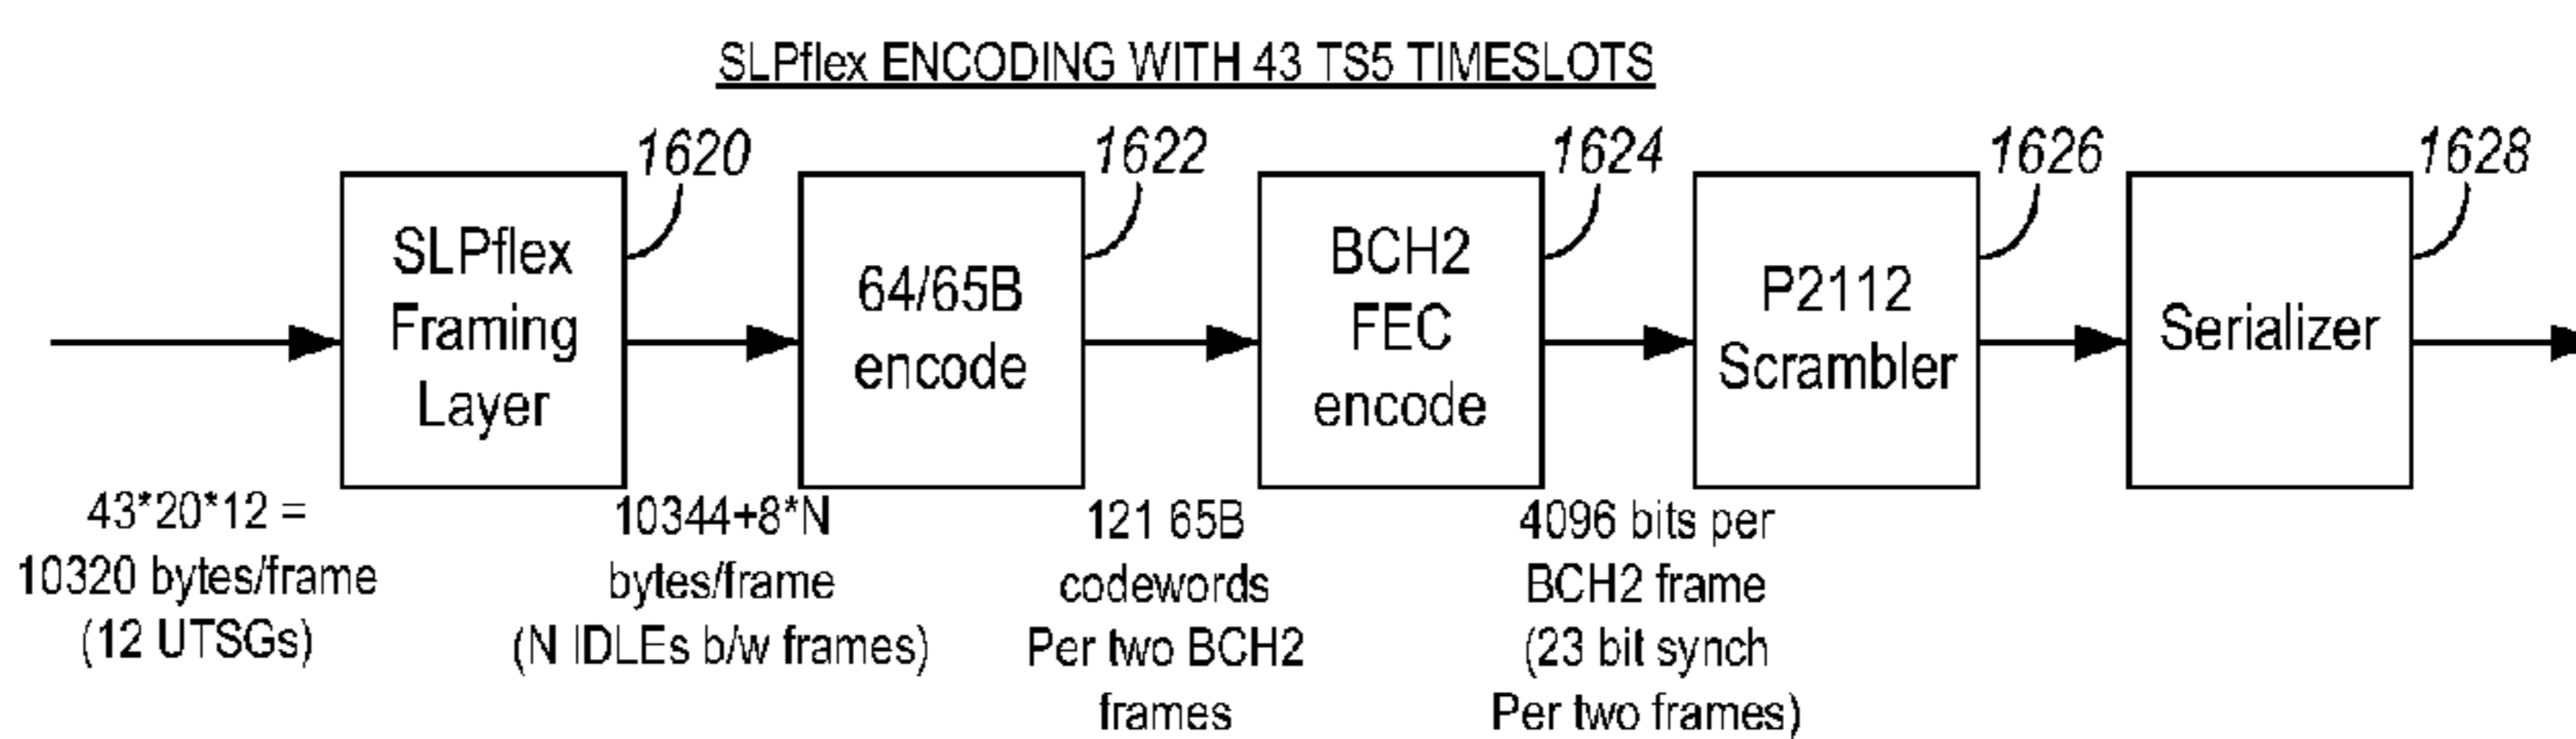 SLPflex ENCODING WITH 43 TS5 TIMESLOTS
1620
1622
1624
1626
1628
SLPflex
Framing
Layer
64/65B
encode
BCH2
FEC
encode
P2112
Scrambler
Serializer
43*20*12 =
10320 bytes/frame
(12 UTSGs)
10344+8*N
bytes/frame
(N IDLEs b/w frames)
121 65B
codewords
Per two BCH2
frames
4096 bits per
BCH2 frame
(23 bit synch
Per two frames)